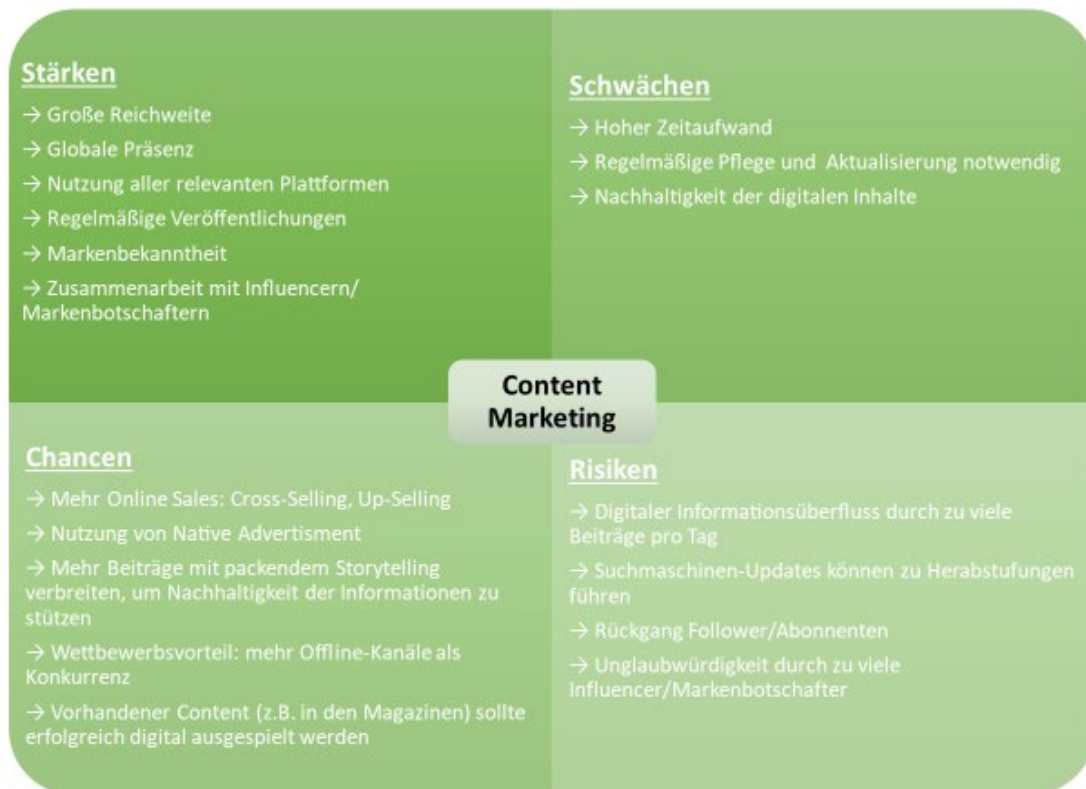 Stärken
→ Große Reichweite
→ Globale Präsenz
→ Nutzung aller relevanten Plattformen
→ Regelmäßige Veröffentlichungen
→ Markenbekanntheit
→ Zusammenarbeit mit Influencern/
Markenbotschaftern
Schwächen
→ Hoher Zeitaufwand
→ Regelmäßige Pflege und Aktualisierung notwendig
→ Nachhaltigkeit der digitalen Inhalte
Content
Marketing
Chancen
→ Mehr Online Sales: Cross-Selling, Up-Selling
→ Nutzung von Native Advertisment
→ Mehr Beiträge mit packendem Storytelling
verbreiten, um Nachhaltigkeit der Informationen zu
stützen
→ Wettbewerbsvorteil: mehr Offline-Kanäle als
Konkurrenz
→ Vorhandener Content (z.B. in den Magazinen) sollte
erfolgreich digital ausgespielt werden
Risiken
→ Digitaler Informationsüberfluss durch zu viele
Beiträge pro Tag
→ Suchmaschinen-Updates können zu Herabstufungen
führen
→ Rückgang Follower/Abonnenten
→ Unglaubwürdigkeit durch zu viele
Influencer/Markenbotschafter